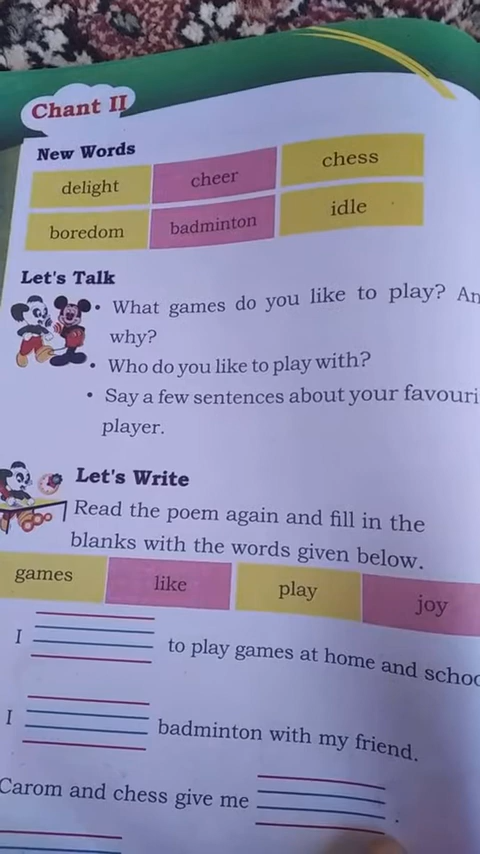 Chant II
New Words
delight cheer chess
boredom badminton idle
Let's Talk
• What games do you like to play? An
why?
• Who do you like to play with?
• Say a few sentences about your favouri
player.
Let's Write
Read the poem again and fill in the
blanks with the words given below.
games like play joy
I to play games at home and schoo
I badminton with my friend.
Carom and chess give me .